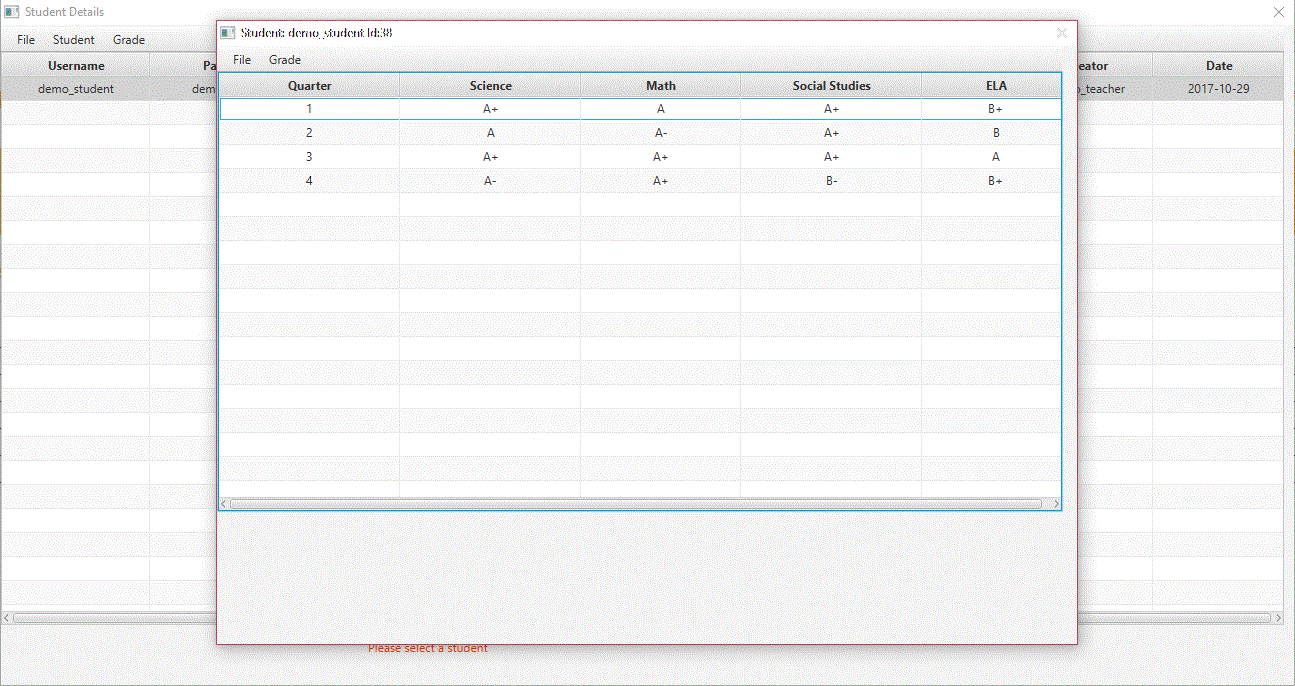 Student Details
File Student Grade
Username Pa eator Date
demo_student dem o_teacher 2017-10-29
Please select a student
Student: demo_student Id:38
File Grade
Quarter Science Math Social Studies ELA
1 A+ A A+ B+
2 A A- A+ B
3 A+ A+ A+ A
4 A- A+ B- B+